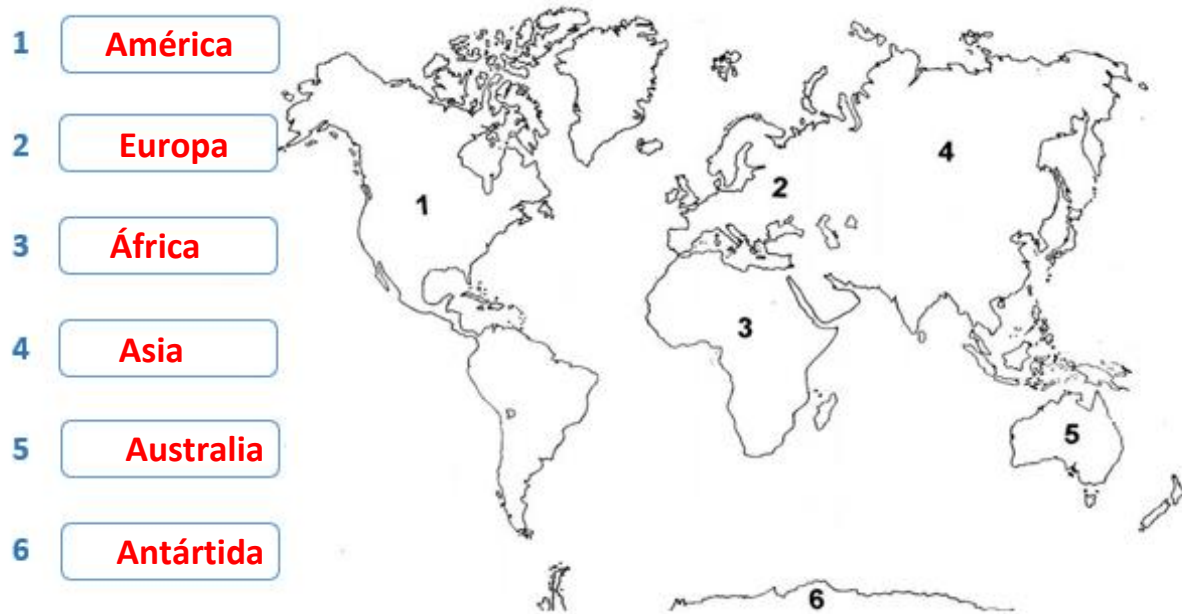 1 América
2 Europa
3 África
4 Asia
5 Australia
6 Antártida
1
2
4
3
5
6